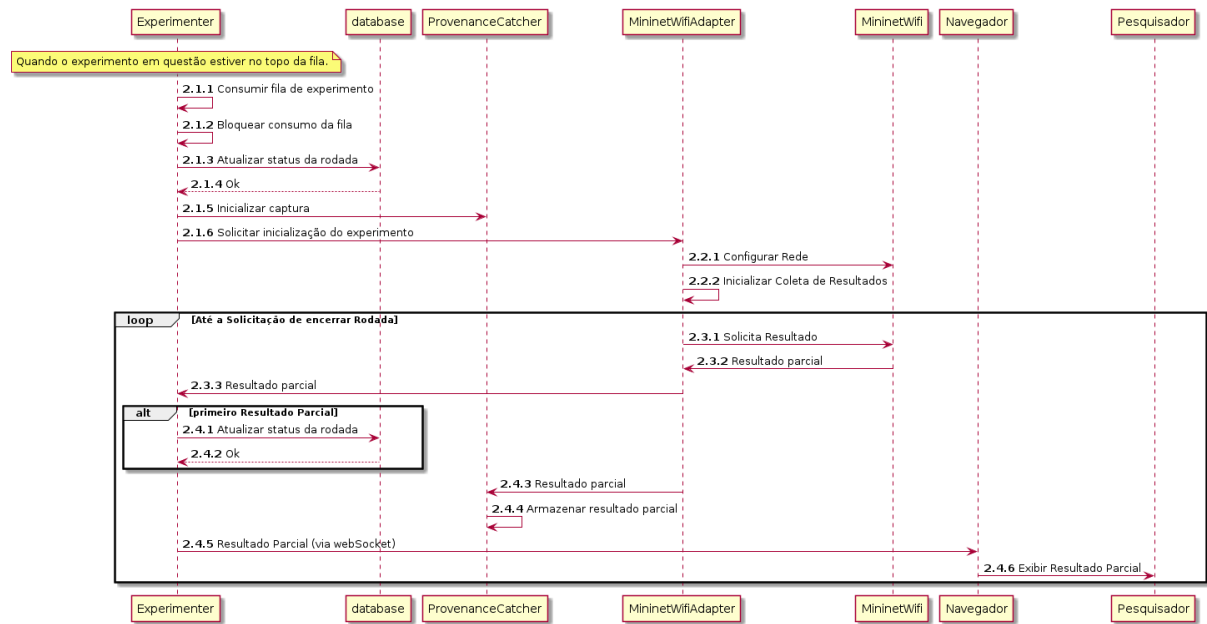 Experimenter
database
ProvenanceCatcher
MininetWifiAdapter
MininetWifi
Navegador
Pesquisador
Quando o experimento em questão estiver no topo da fila.
2.1.1 Consumir fila de experimento
2.1.2 Bloquear consumo da fila
2.1.3 Atualizar status da rodada
2.1.4 Ok
2.1.5 Inicializar captura
2.1.6 Solicitar inicialização do experimento
2.2.1 Configurar Rede
2.2.2 Inicializar Coleta de Resultados
loop [Até a Solicitação de encerrar Rodada]
2.3.1 Solicita Resultado
2.3.2 Resultado parcial
2.3.3 Resultado parcial
alt [primeiro Resultado Parcial]
2.4.1 Atualizar status da rodada
2.4.2 Ok
2.4.3 Resultado parcial
2.4.4 Armazenar resultado parcial
2.4.5 Resultado Parcial (via webSocket)
2.4.6 Exibir Resultado Parcial
Experimenter
database
ProvenanceCatcher
MininetWifiAdapter
MininetWifi
Navegador
Pesquisador